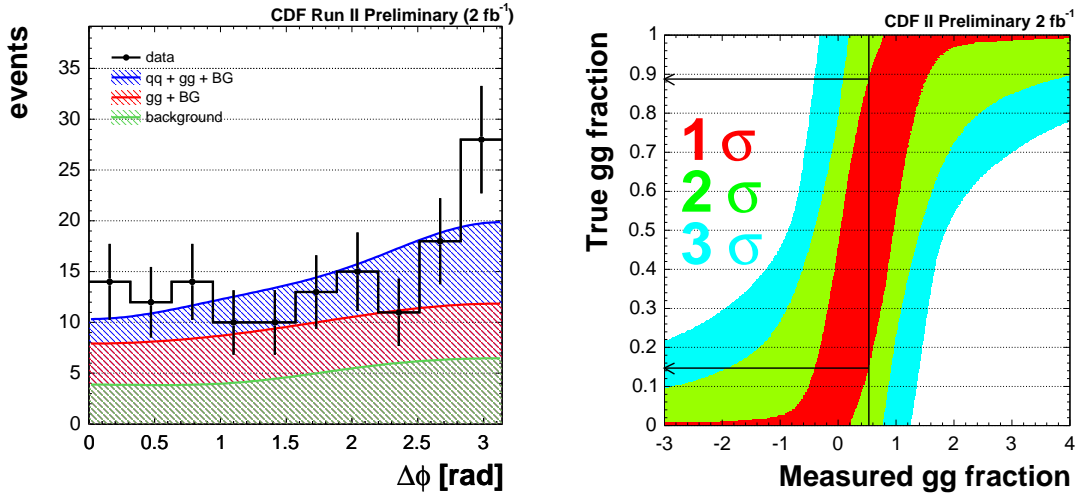 CDF Run II Preliminary (2 fb⁻¹)
events
35
30
25
20
15
10
5
0
data
qq + gg + BG
gg + BG
background
0 0.5 1 1.5 2 2.5 3
Δϕ [rad]
CDF II Preliminary 2 fb⁻¹
True gg fraction
1
0.9
0.8
0.7
0.6
0.5
0.4
0.3
0.2
0.1
0
1 σ
2 σ
3 σ
-3 -2 -1 0 1 2 3 4
Measured gg fraction